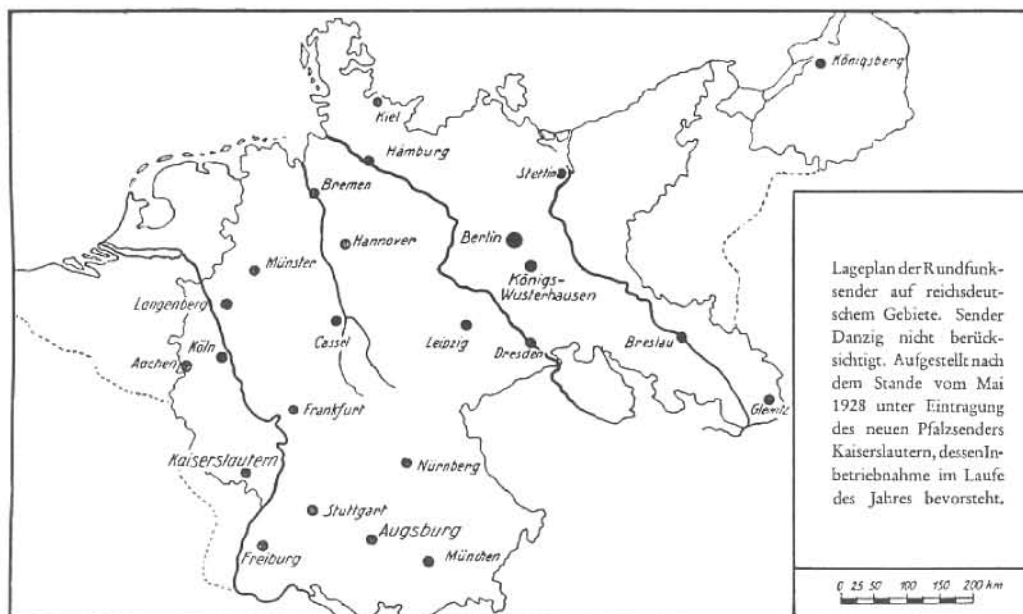 Königsberg
Kiel
Hamburg
Stettin
Bremen
Berlin
Hannover
Königs-
Wusterhausen
Münster
Langenberg
Cassel
Leipzig
Dresden
Breslau
Köln
Aachen
Gleiwitz
Frankfurt
Kaiserslautern
Nürnberg
Stuttgart
Augsburg
Freiburg
München
Lageplan der Rundfunk-
sender auf reichsdeut-
schem Gebiete. Sender
Danzig nicht berück-
sichtigt. Aufgestellt nach
dem Stande vom Mai
1928 unter Eintragung
des neuen Pfalzsenders
Kaiserslautern, dessen In-
betriebnahme im Laufe
des Jahres bevorsteht.
0 25 50 100 150 200 km